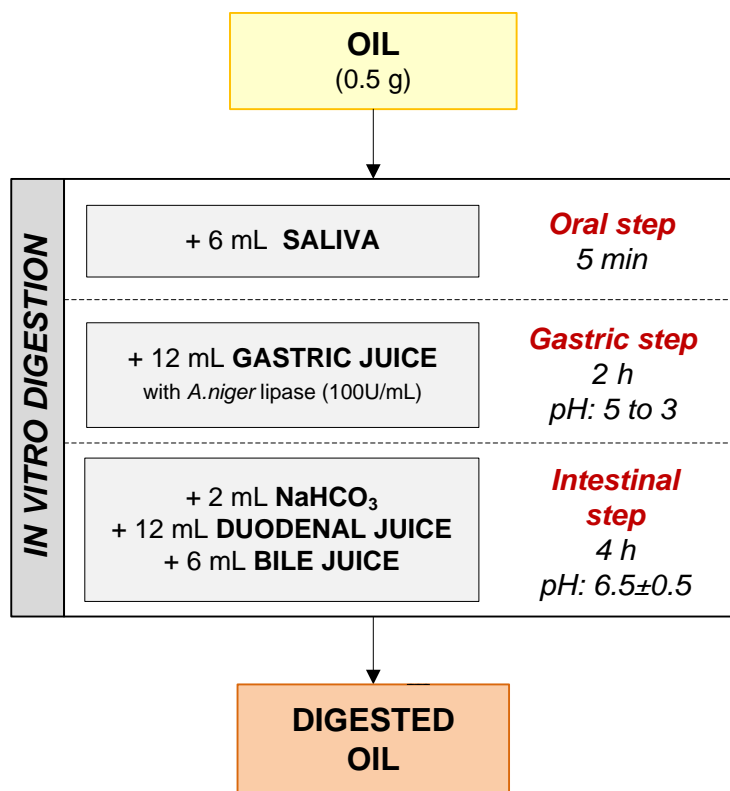 OIL
(0.5 g)
IN VITRO DIGESTION
+ 6 mL SALIVA
Oral step
5 min
+ 12 mL GASTRIC JUICE
with A.niger lipase (100U/mL)
Gastric step
2 h
pH: 5 to 3
+ 2 mL NaHCO₃
+ 12 mL DUODENAL JUICE
+ 6 mL BILE JUICE
Intestinal
step
4 h
pH: 6.5±0.5
DIGESTED
OIL